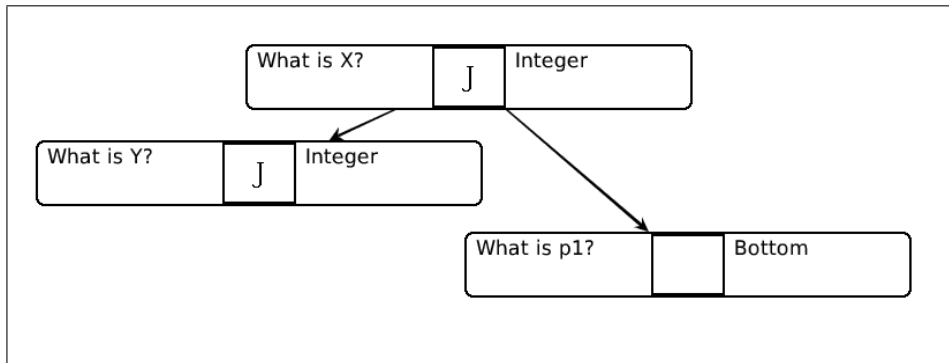 What is X? J Integer
What is Y? J Integer
What is p1? Bottom